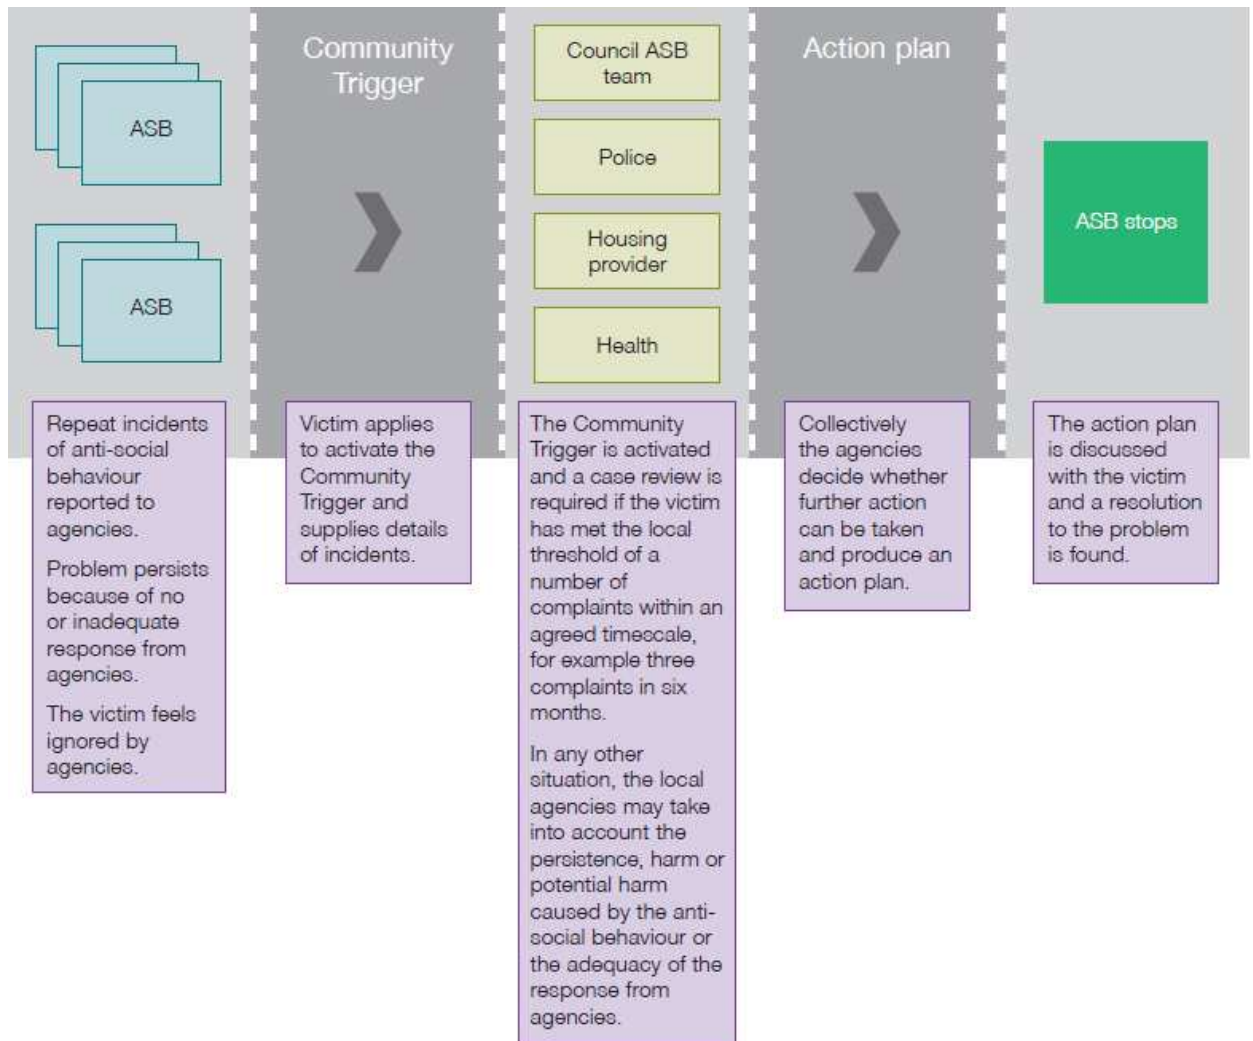 ASB
ASB
Community
Trigger
Council ASB
team
Police
Housing
provider
Health
Action plan
ASB stops
Repeat incidents
of anti-social
behaviour
reported to
agencies.
Problem persists
because of no
or inadequate
response from
agencies.
The victim feels
ignored by
agencies.
Victim applies
to activate the
Community
Trigger and
supplies details
of incidents.
The Community
Trigger is activated
and a case review is
required if the victim
has met the local
threshold of a
number of
complaints within an
agreed timescale,
for example three
complaints in six
months.
In any other
situation, the local
agencies may take
into account the
persistence, harm or
potential harm
caused by the anti-
social behaviour or
the adequacy of the
response from
agencies.
Collectively
the agencies
decide whether
further action
can be taken
and produce an
action plan.
The action plan
is discussed
with the victim
and a resolution
to the problem
is found.